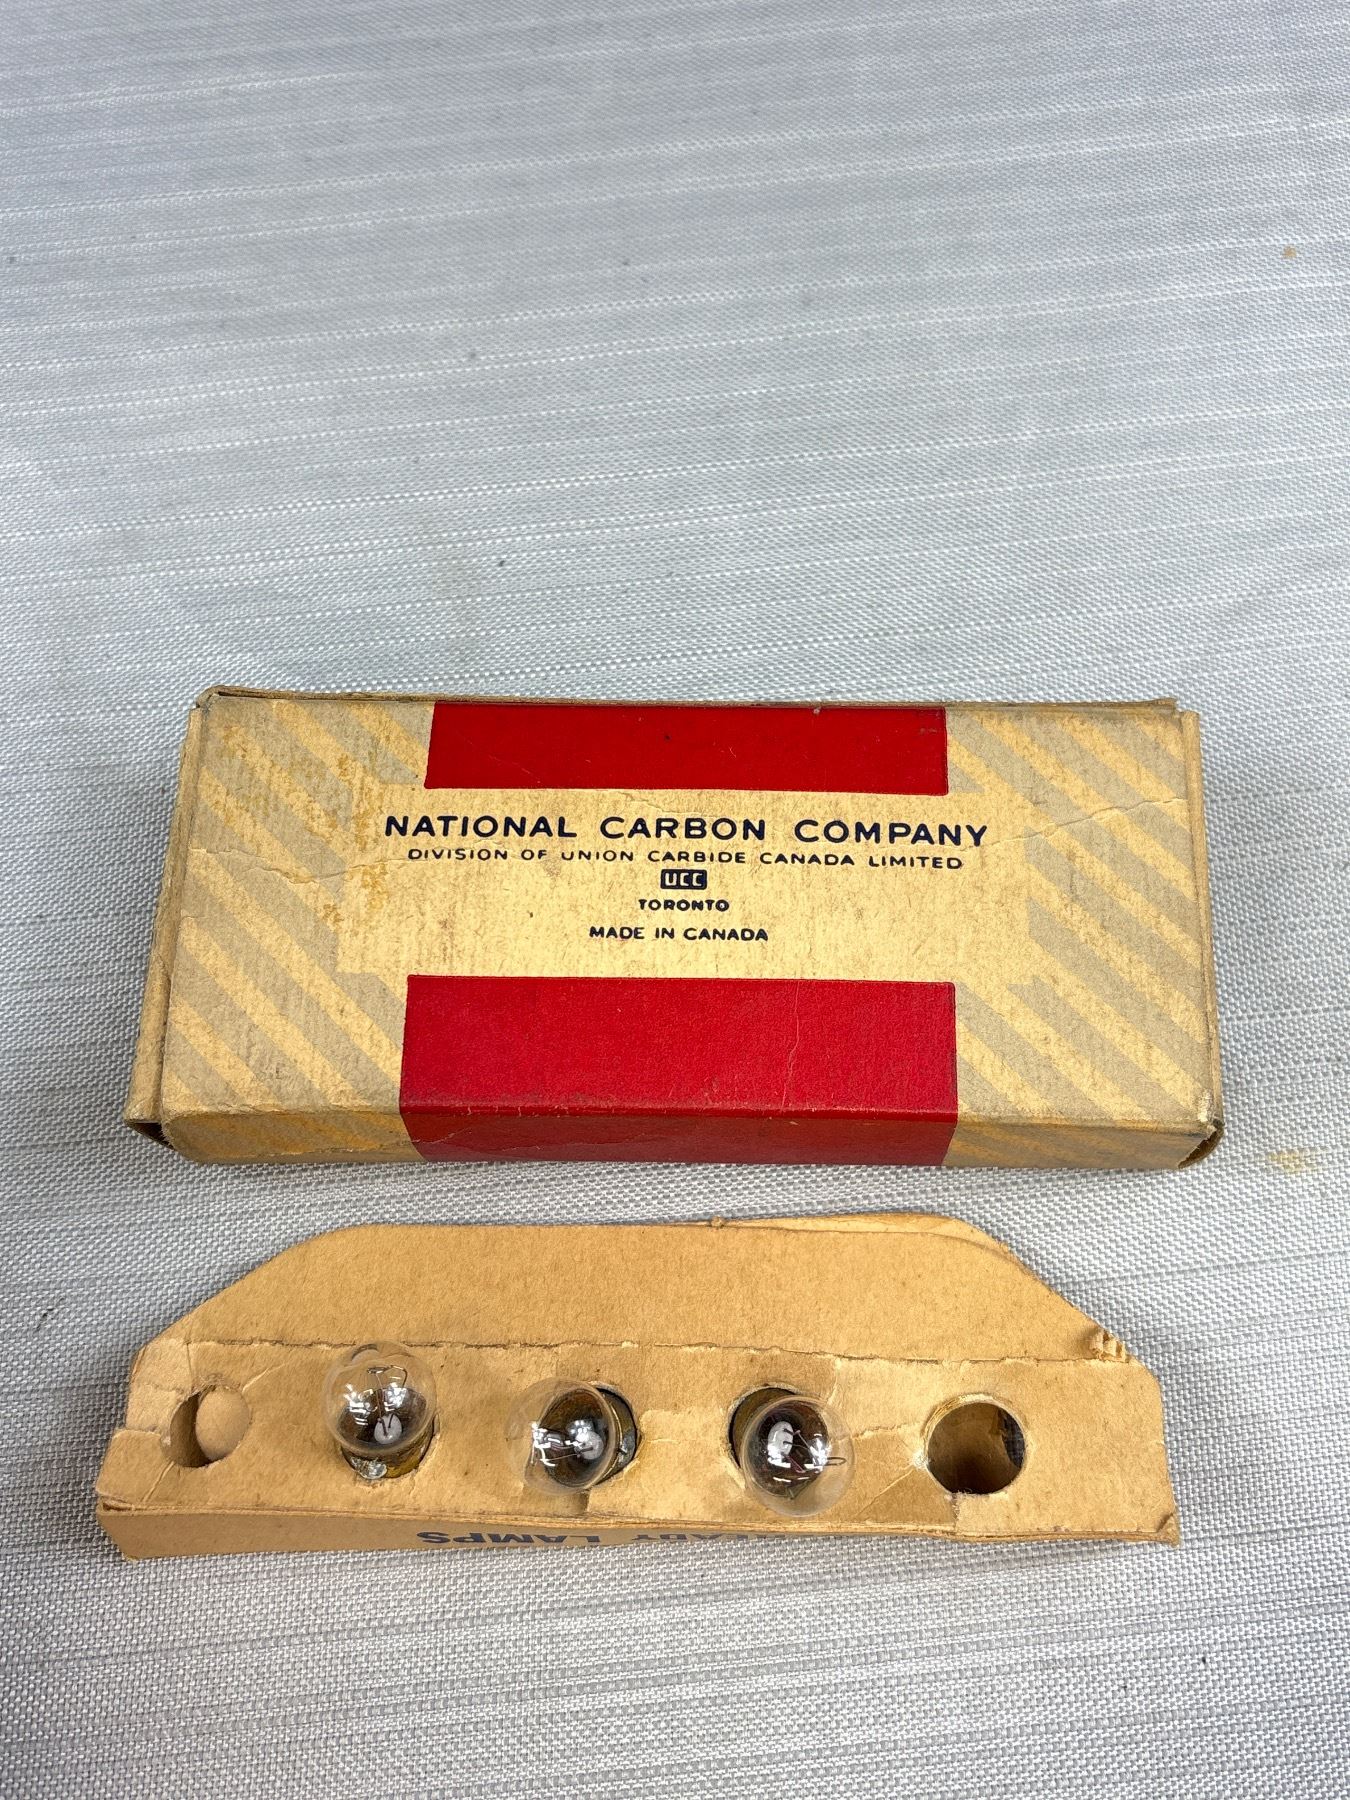 NATIONAL CARBON COMPANY
DIVISION OF UNION CARBIDE CANADA LIMITED
UCC
TORONTO
MADE IN CANADA
LAMPS